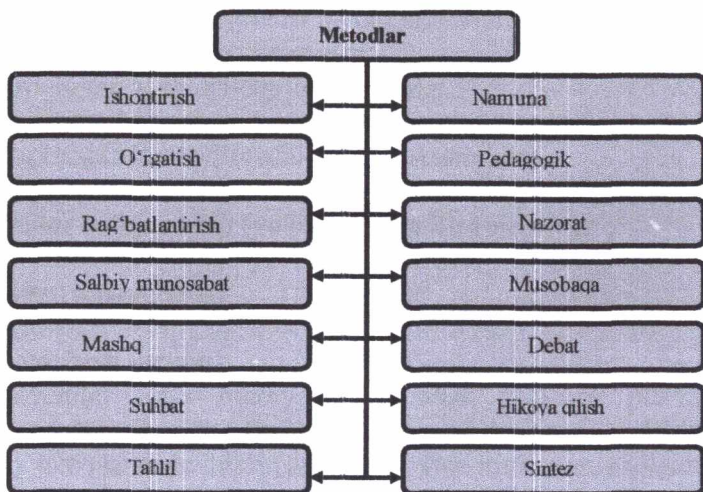 Metodlar
Ishontirish
Namuna
O‘rgatish
Pedagogik
Rag‘batlantirish
Nazorat
Salbiy munosabat
Musobaqa
Mashq
Debat
Suhbat
Hikoya qilish
Tahlil
Sintez